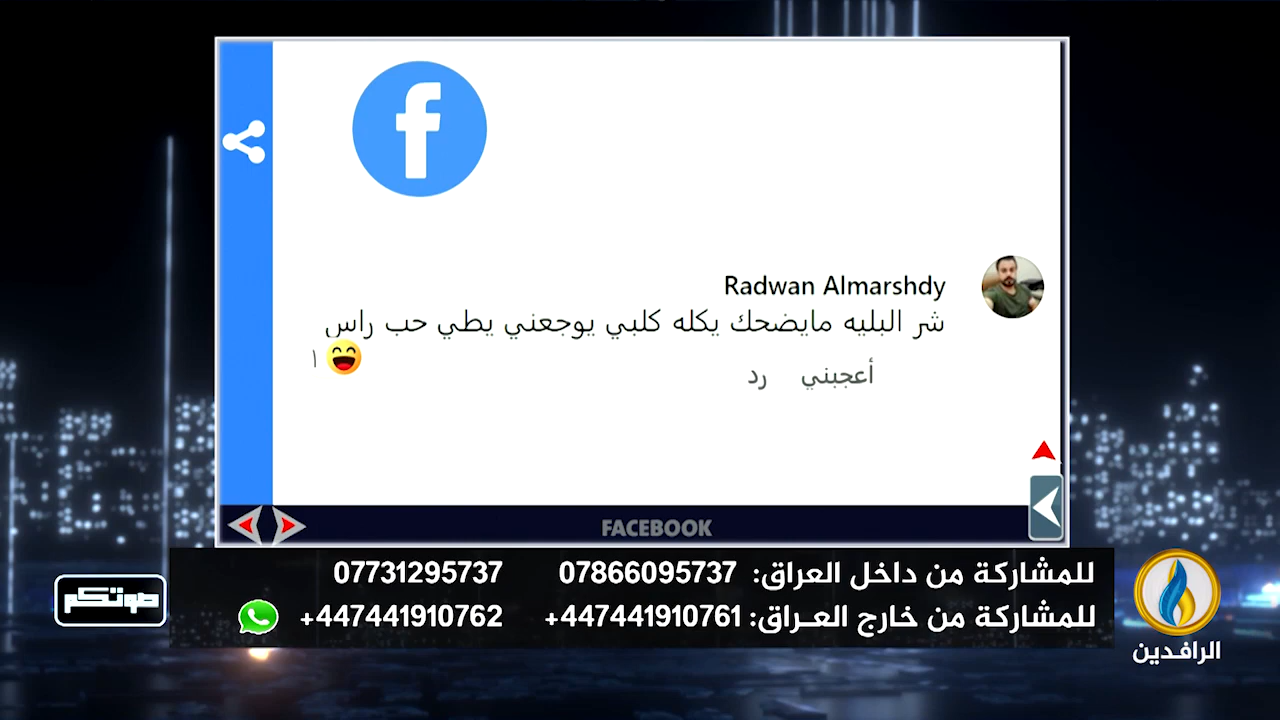 Radwan Almarshdy
شر البليه مايضحك يكله كلبي يوجعني يطي حب راس
😄 ١
أعجبني رد
FACEBOOK
للمشاركة من داخل العراق: 07866095737 07731295737
للمشاركة من خارج العـراق: 447441910761+ 447441910762+
صوتكم
الرافدين